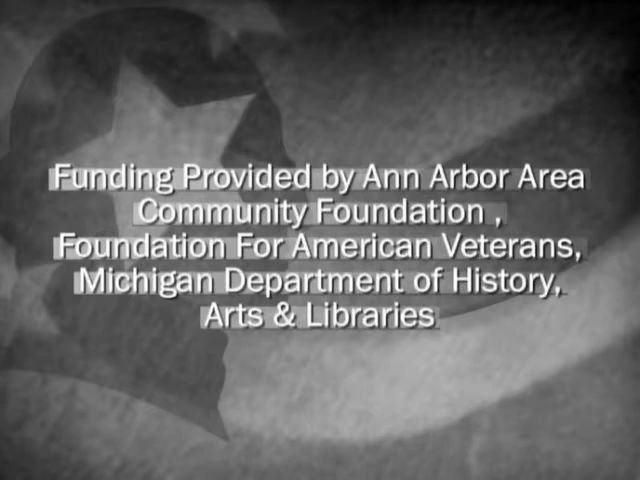 Funding Provided by Ann Arbor Area
Community Foundation ,
Foundation For American Veterans,
Michigan Department of History,
Arts & Libraries